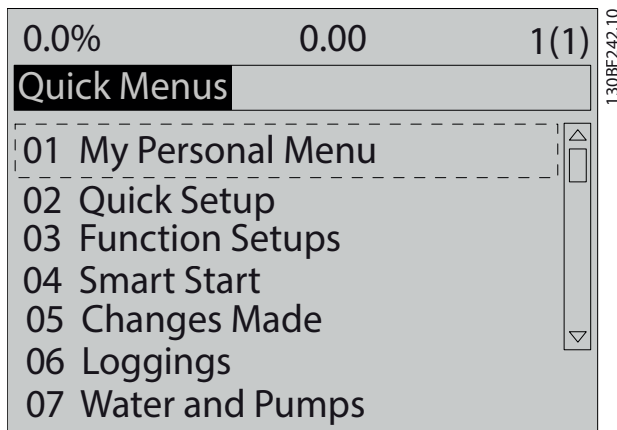 0.0% 0.00 1(1)
Quick Menus
01 My Personal Menu
02 Quick Setup
03 Function Setups
04 Smart Start
05 Changes Made
06 Loggings
07 Water and Pumps
130BF242.10